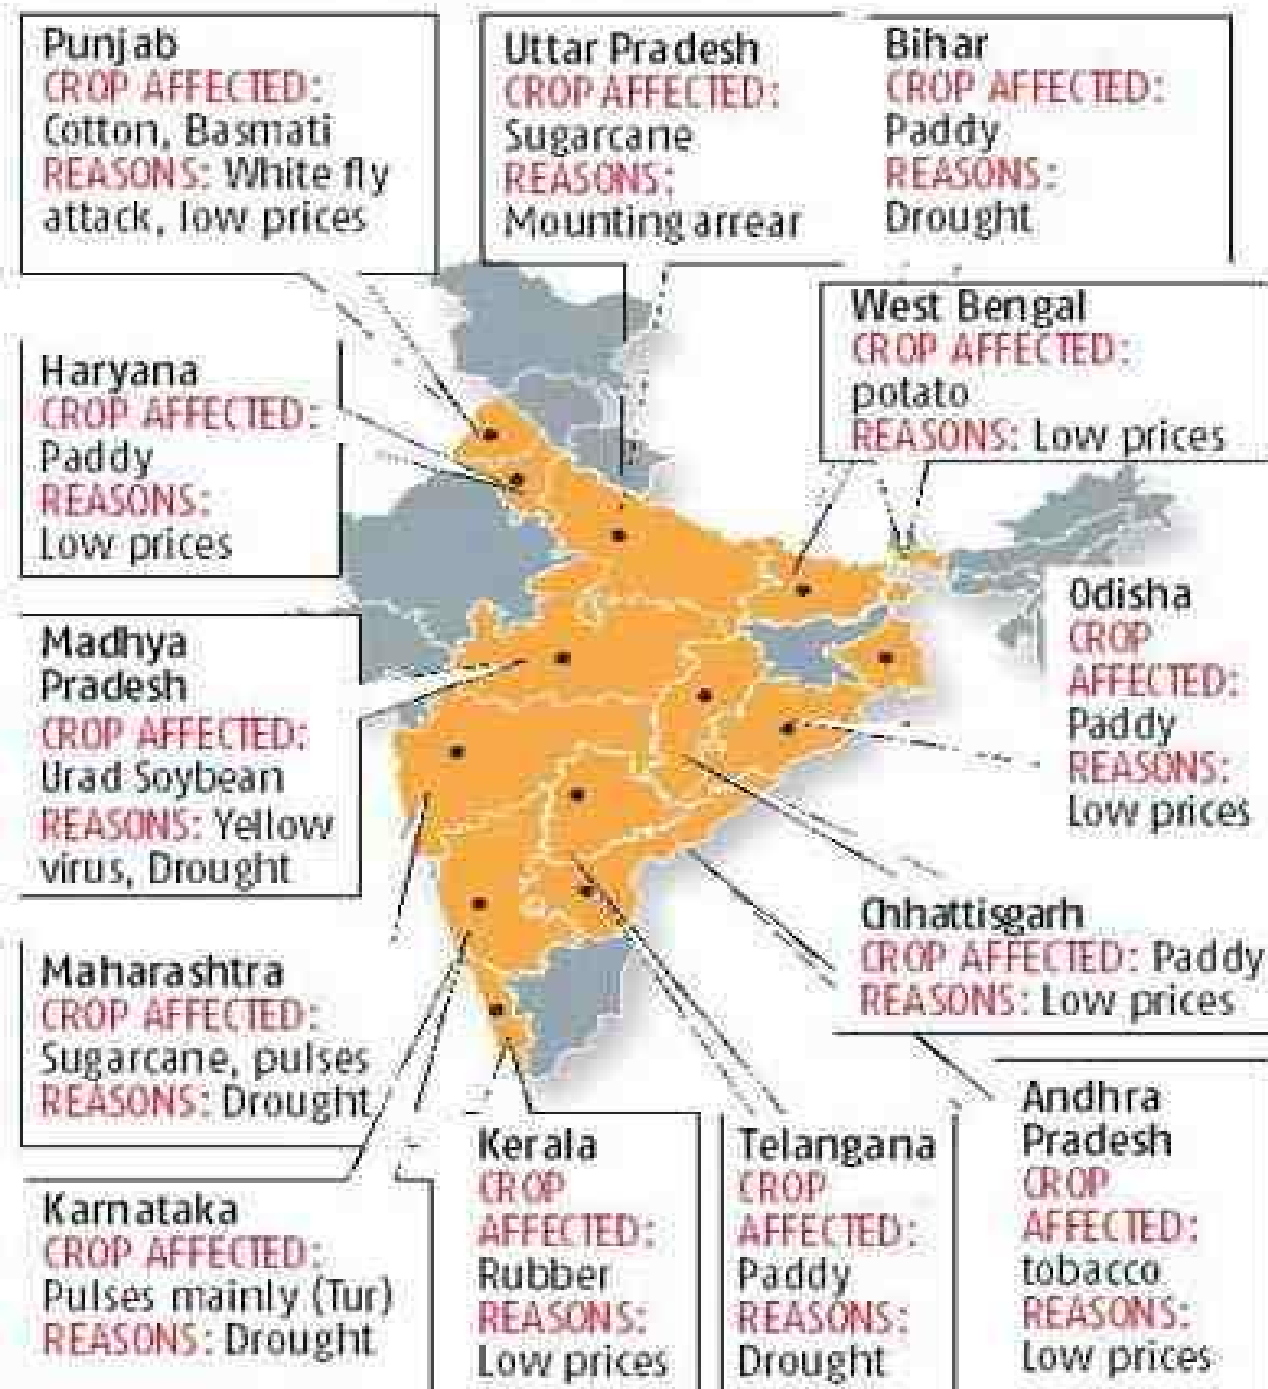 Punjab
CROP AFFECTED:
Cotton, Basmati
REASONS: White fly
attack, low prices
Uttar Pradesh
CROP AFFECTED:
Sugarcane
REASONS:
Mounting arrear
Bihar
CROP AFFECTED:
Paddy
REASONS:
Drought
West Bengal
CROP AFFECTED:
potato
REASONS: Low prices
Haryana
CROP AFFECTED:
Paddy
REASONS:
Low prices
Odisha
CROP
AFFECTED:
Paddy
REASONS:
Low prices
Madhya
Pradesh
CROP AFFECTED:
Urad Soybean
REASONS: Yellow
virus, Drought
Chhattisgarh
CROP AFFECTED: Paddy
REASONS: Low prices
Maharashtra
CROP AFFECTED:
Sugarcane, pulses
REASONS: Drought
Karnataka
CROP AFFECTED:
Pulses mainly (Tur)
REASONS: Drought
Kerala
CROP
AFFECTED:
Rubber
REASONS:
Low prices
Telangana
CROP
AFFECTED:
Paddy
REASONS:
Drought
Andhra
Pradesh
CROP
AFFECTED:
tobacco
REASONS:
Low prices